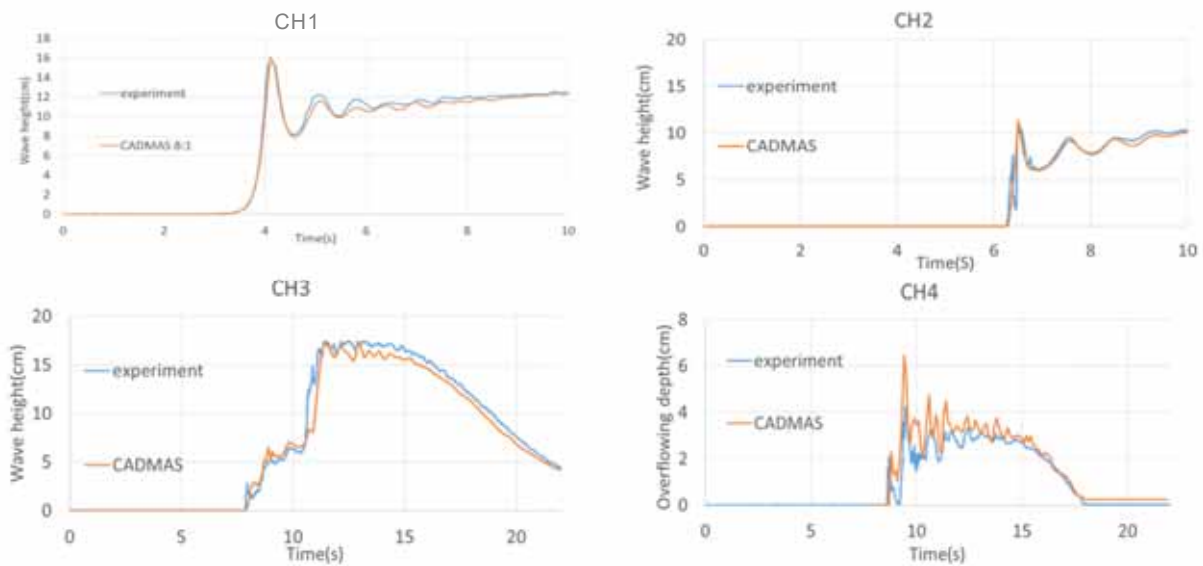 CH1
Wave height(cm)
18
16
14
12
10
8
6
4
2
0
experiment
CADMAS 8:1
0 2 4 6 8 10
Time(s)
CH2
Wave height(cm)
20
15
10
5
0
experiment
CADMAS
0 2 4 6 8 10
Time(S)
CH3
Wave height(cm)
20
15
10
5
0
experiment
CADMAS
0 5 10 15 20
Time(s)
CH4
Overflowing depth(cm)
8
6
4
2
0
experiment
CADMAS
0 5 10 15 20
Time(s)